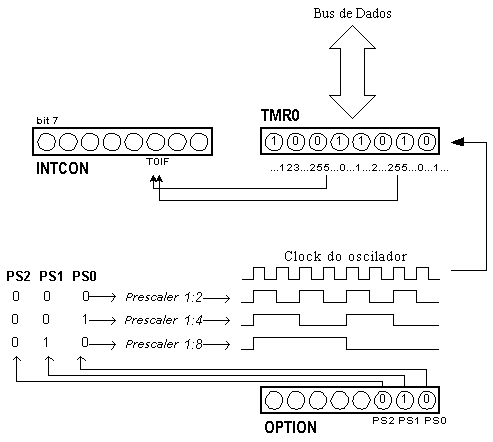 Bus de Dados
TMR0
bit 7
1 0 0 1 1 0 1 0
T0IF
INTCON
...123...255...0...1...2...255...0...1...
Clock do oscilador
PS2 PS1 PS0
0 0 0 Prescaler 1:2
0 0 1 Prescaler 1:4
0 1 0 Prescaler 1:8
0 1 0
PS2 PS1 PS0
OPTION